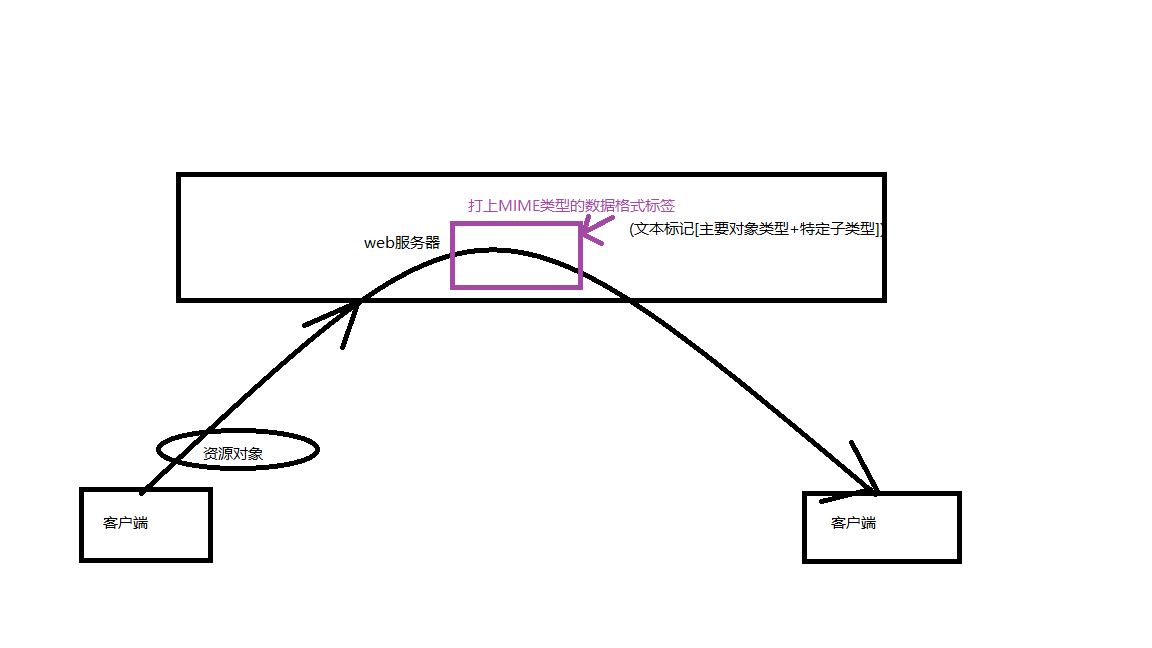 打上MIME类型的数据格式标签
(文本标记[主要对象类型+特定子类型])
web服务器
资源对象
客户端
客户端